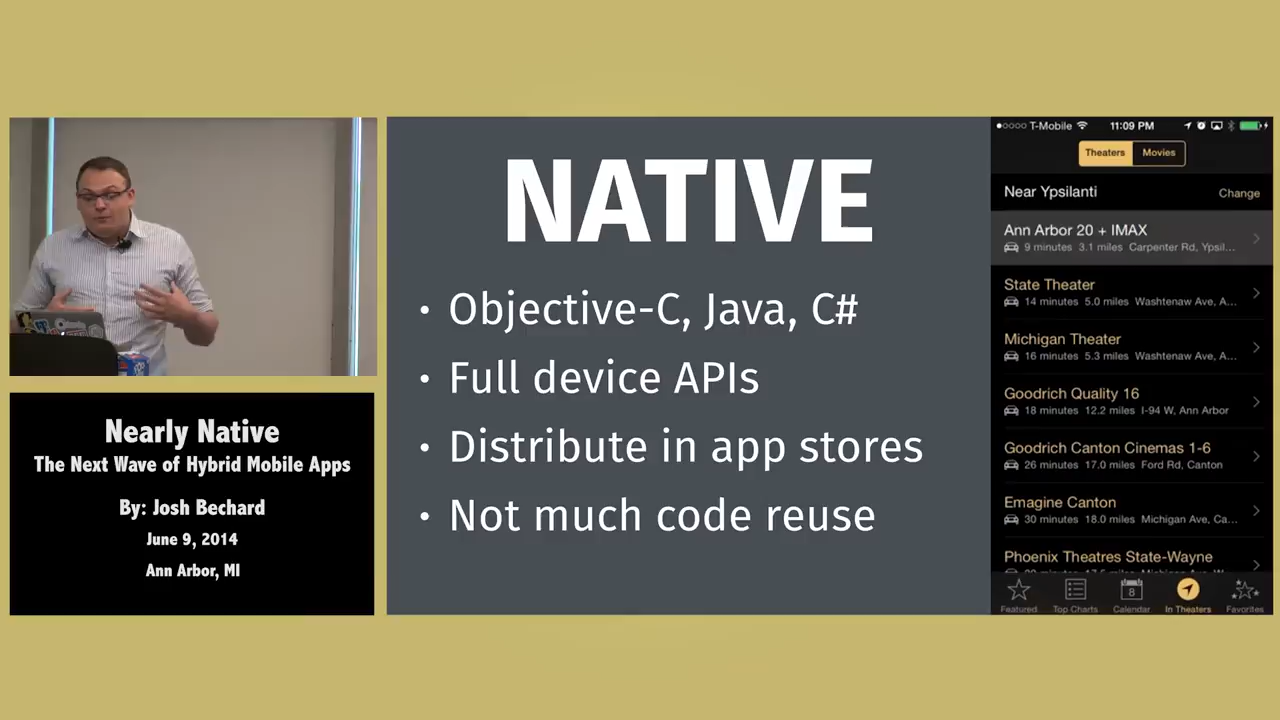 Nearly Native
The Next Wave of Hybrid Mobile Apps
By: Josh Bechard
June 9, 2014
Ann Arbor, MI
NATIVE
• Objective-C, Java, C#
• Full device APIs
• Distribute in app stores
• Not much code reuse
T-Mobile 11:09 PM
Theaters Movies
Near Ypsilanti Change
Ann Arbor 20 + IMAX
9 minutes 3.1 miles Carpenter Rd, Ypsil...
State Theater
14 minutes 5.0 miles Washtenaw Ave, A...
Michigan Theater
16 minutes 5.3 miles Washtenaw Ave, A...
Goodrich Quality 16
18 minutes 12.2 miles I-94 W, Ann Arbor
Goodrich Canton Cinemas 1-6
26 minutes 17.0 miles Ford Rd, Canton
Emagine Canton
30 minutes 18.0 miles Michigan Ave, Ca...
Phoenix Theatres State-Wayne
8
Featured Top Charts Calendar In Theaters Favorites